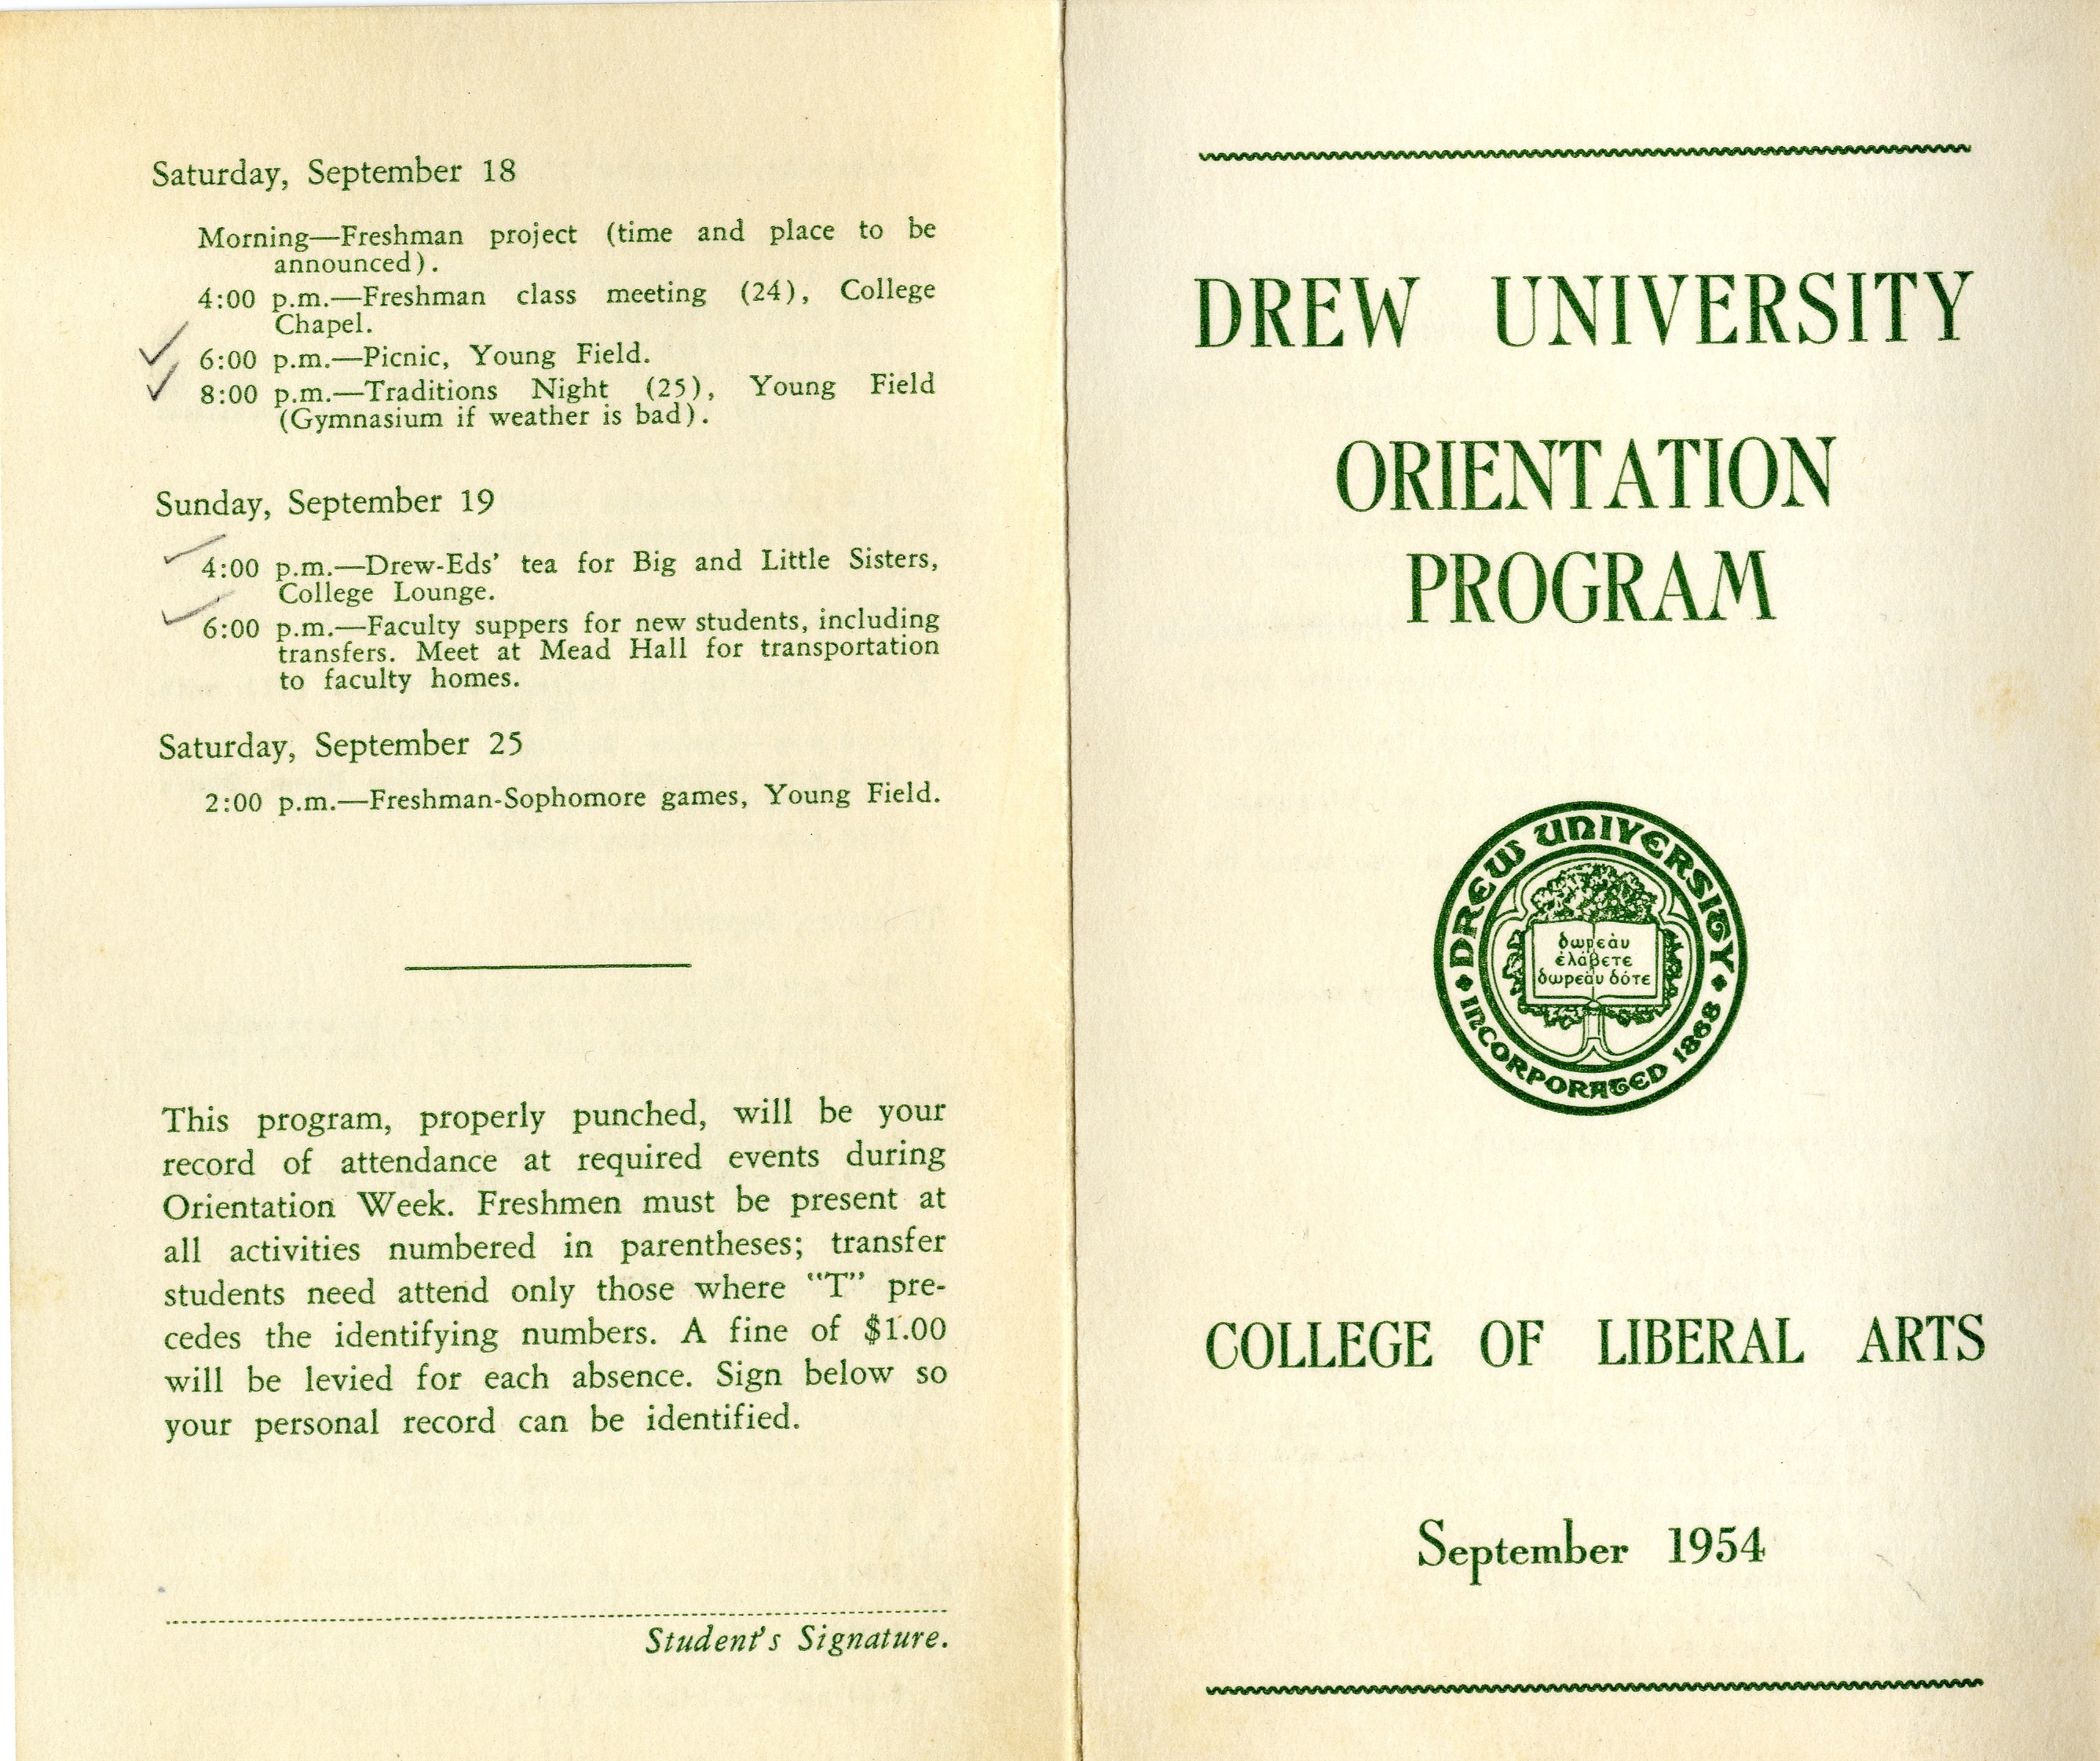 Saturday, September 18
Morning—Freshman project (time and place to be
announced).
4:00 p.m.—Freshman class meeting (24), College
Chapel.
6:00 p.m.—Picnic, Young Field.
8:00 p.m.—Traditions Night (25), Young Field
(Gymnasium if weather is bad).
Sunday, September 19
4:00 p.m.—Drew-Eds' tea for Big and Little Sisters,
College Lounge.
6:00 p.m.—Faculty suppers for new students, including
transfers. Meet at Mead Hall for transportation
to faculty homes.
Saturday, September 25
2:00 p.m.—Freshman-Sophomore games, Young Field.
This program, properly punched, will be your
record of attendance at required events during
Orientation Week. Freshmen must be present at
all activities numbered in parentheses; transfer
students need attend only those where "T" pre-
cedes the identifying numbers. A fine of $1.00
will be levied for each absence. Sign below so
your personal record can be identified.
Student's Signature.
DREW UNIVERSITY
ORIENTATION
PROGRAM
DREW UNIVERSITY
δωρεὰν
ἐλάβετε
δωρεὰν δότε
INCORPORATED 1868
COLLEGE OF LIBERAL ARTS
September 1954